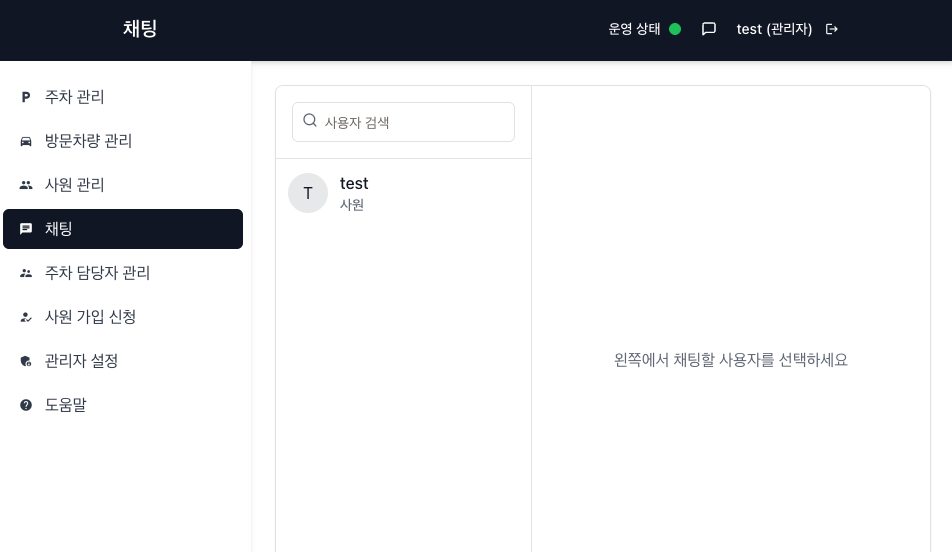 채팅
운영 상태
test (관리자)
P 주차 관리
방문차량 관리
사원 관리
채팅
주차 담당자 관리
사원 가입 신청
관리자 설정
도움말
사용자 검색
T
test
사원
왼쪽에서 채팅할 사용자를 선택하세요